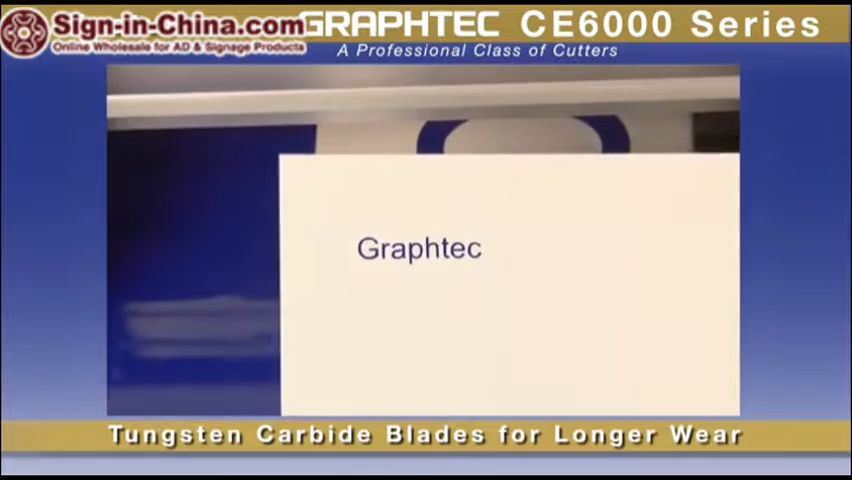 Sign-in-China.com
Online Wholesale for AD & Signage Products
GRAPHTEC CE6000 Series
A Professional Class of Cutters
Graphtec
Tungsten Carbide Blades for Longer Wear